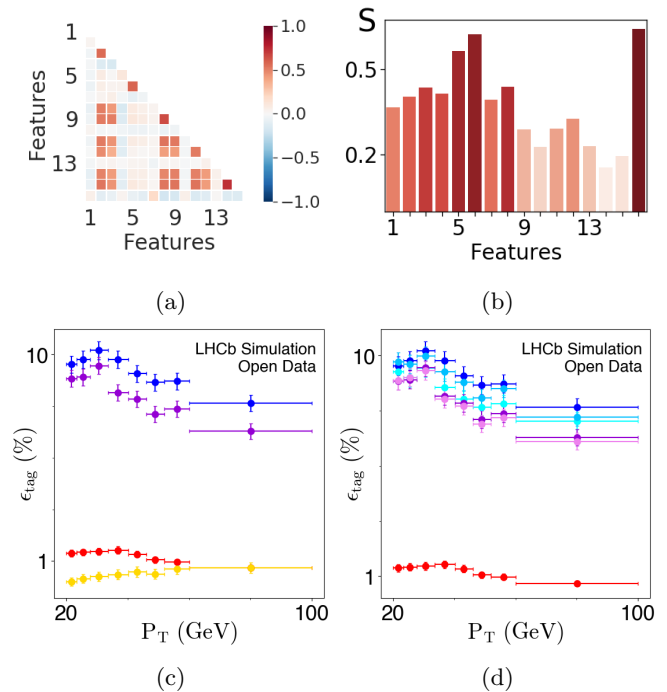 1
5
9
13
Features
1 5 9 13
Features
1.0
0.5
0.0
−0.5
−1.0
(a)
S
0.5
0.2
1 5 9 13
Features
(b)
LHCb Simulation
Open Data
10
1
ϵtag (%)
20 100
PT (GeV)
(c)
LHCb Simulation
Open Data
10
1
ϵtag (%)
20 100
PT (GeV)
(d)